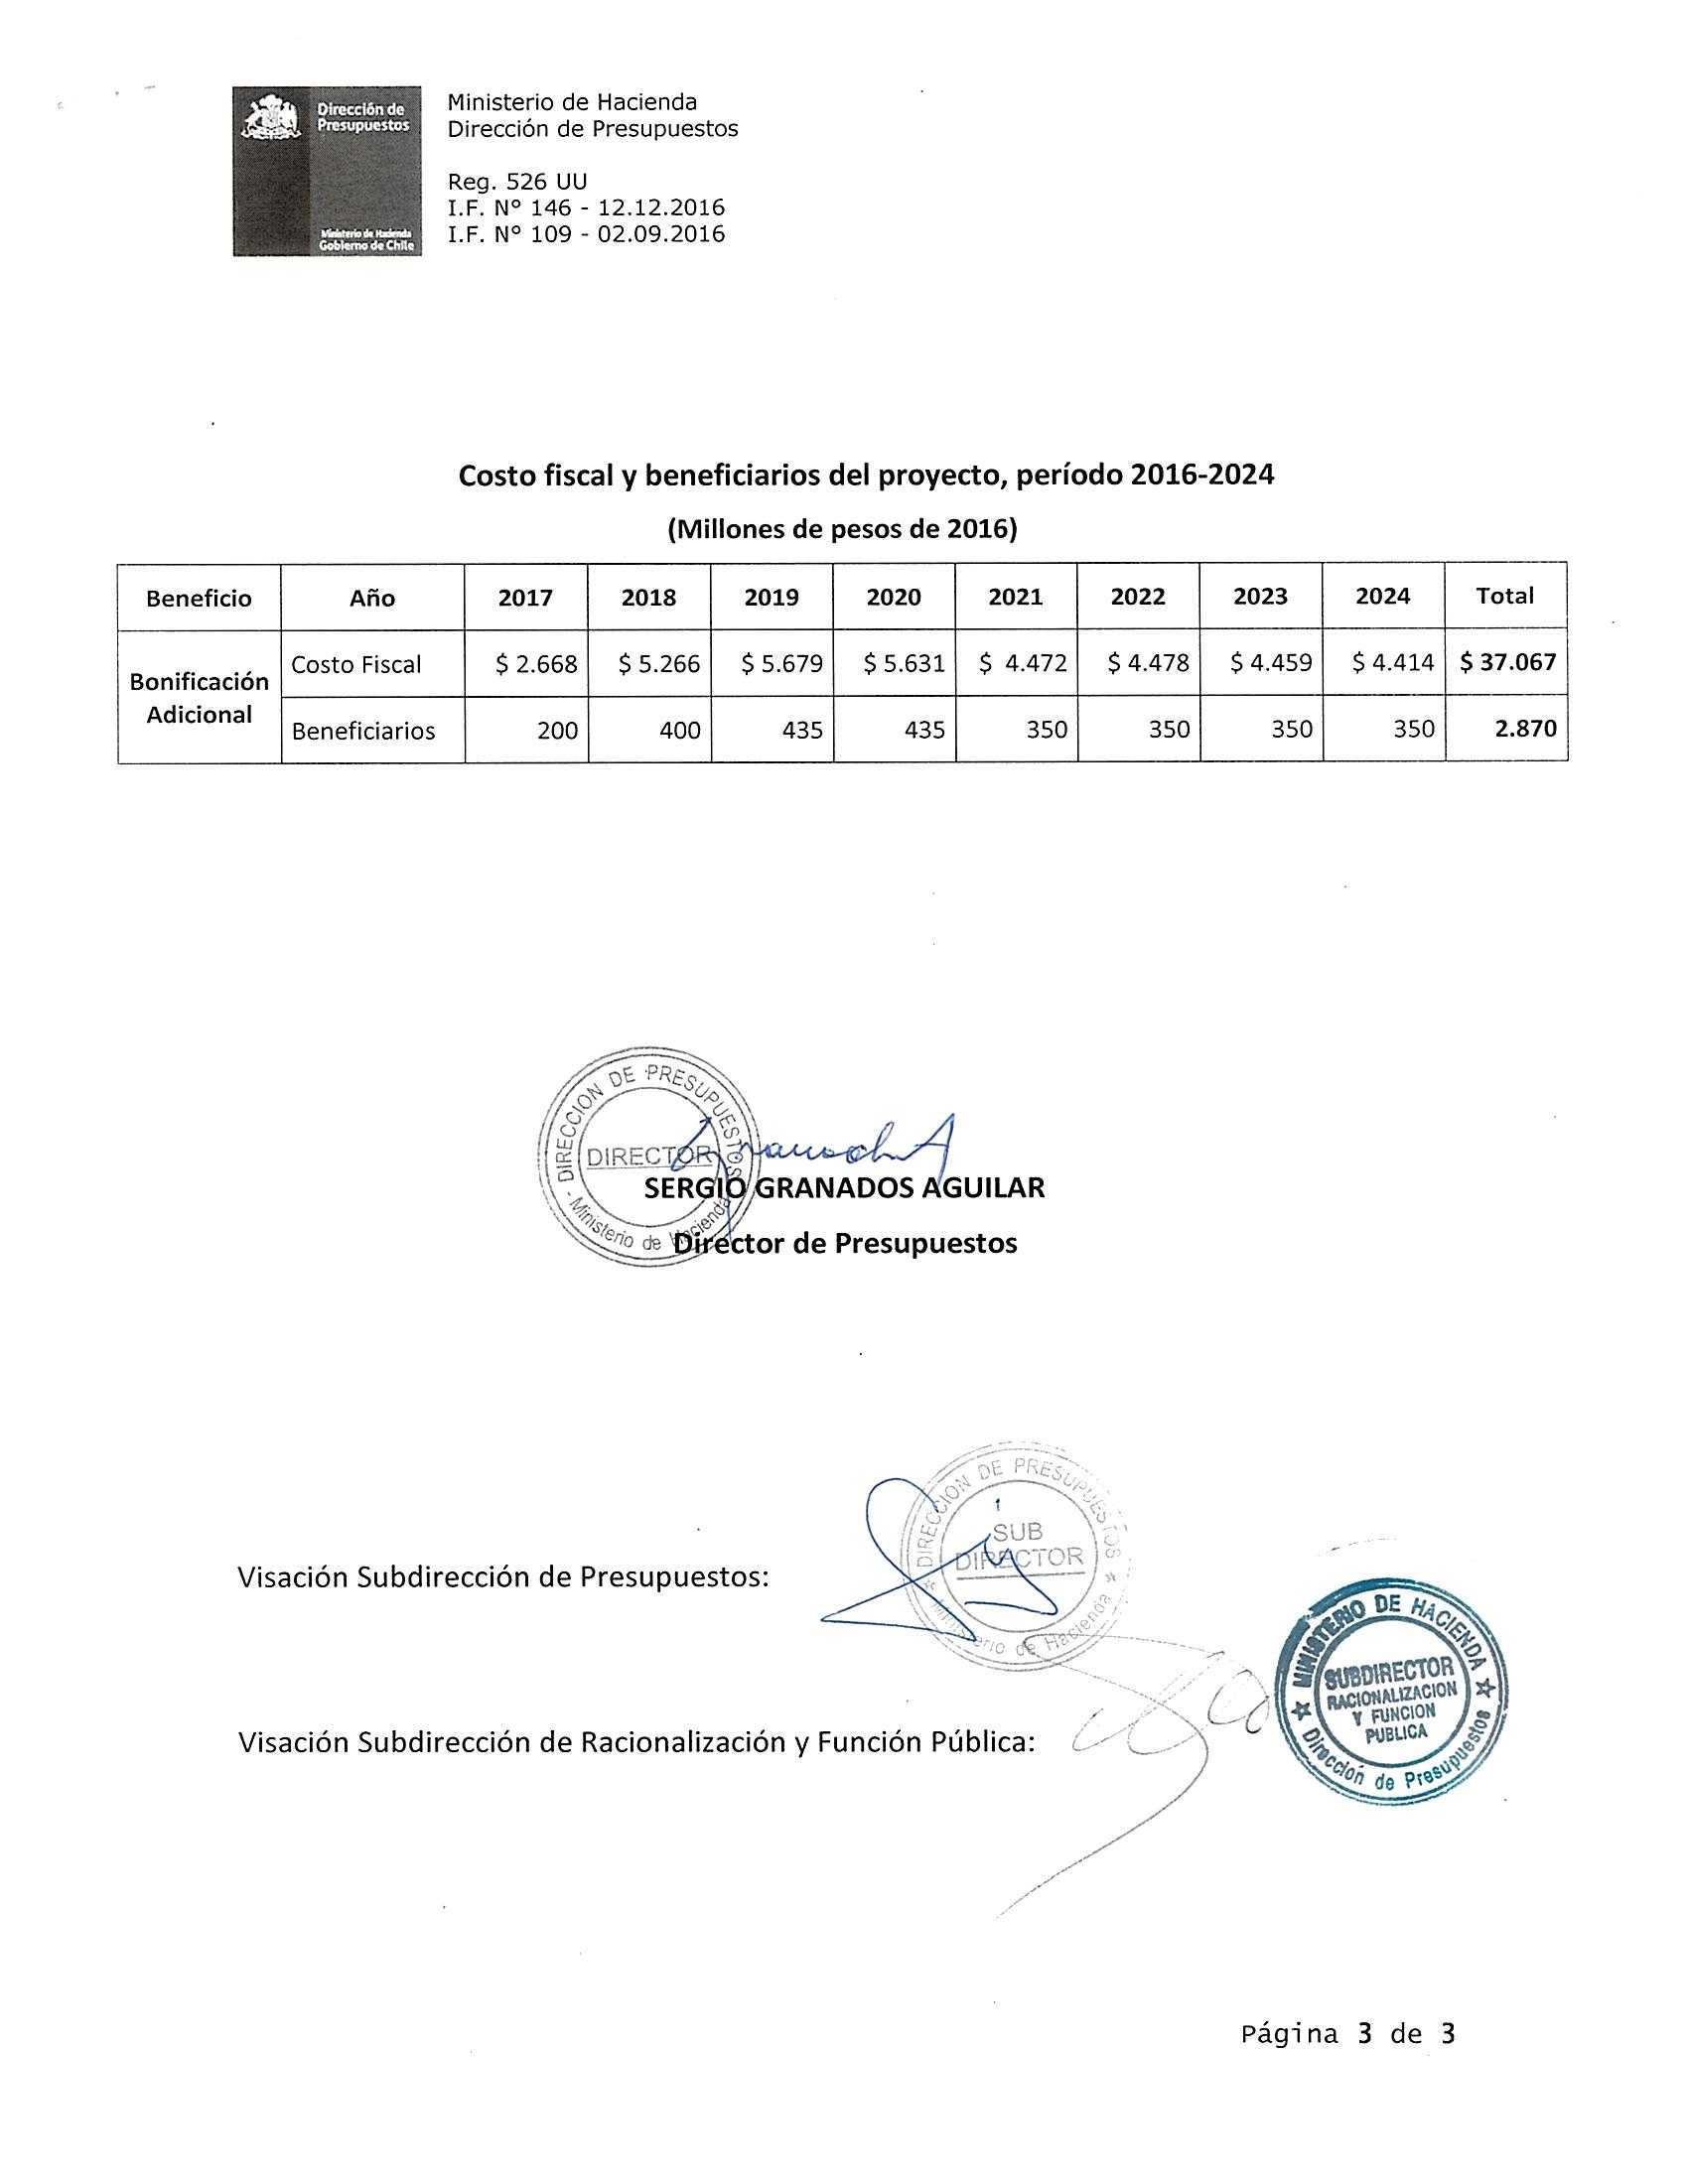 Dirección de
Presupuestos
Ministerio de Hacienda
Gobierno de Chile
Ministerio de Hacienda
Dirección de Presupuestos
Reg. 526 UU
I.F. N° 146 - 12.12.2016
I.F. N° 109 - 02.09.2016
Costo fiscal y beneficiarios del proyecto, período 2016-2024
(Millones de pesos de 2016)
Beneficio Año 2017 2018 2019 2020 2021 2022 2023 2024 Total
Bonificación Adicional
Costo Fiscal $ 2.668 $ 5.266 $ 5.679 $ 5.631 $ 4.472 $ 4.478 $ 4.459 $ 4.414 $ 37.067
Beneficiarios 200 400 435 435 350 350 350 350 2.870
DIRECCION DE PRESUPUESTOS
DIRECTOR
Ministerio de Hacienda
SERGIO GRANADOS AGUILAR
Director de Presupuestos
DIRECCION DE PRESUPUESTOS
SUB
DIRECTOR
Ministerio de Hacienda
Visación Subdirección de Presupuestos:
MINISTERIO DE HACIENDA
SUBDIRECTOR
RACIONALIZACION
Y FUNCION
PUBLICA
Dirección de Presupuestos
Visación Subdirección de Racionalización y Función Pública:
Página 3 de 3